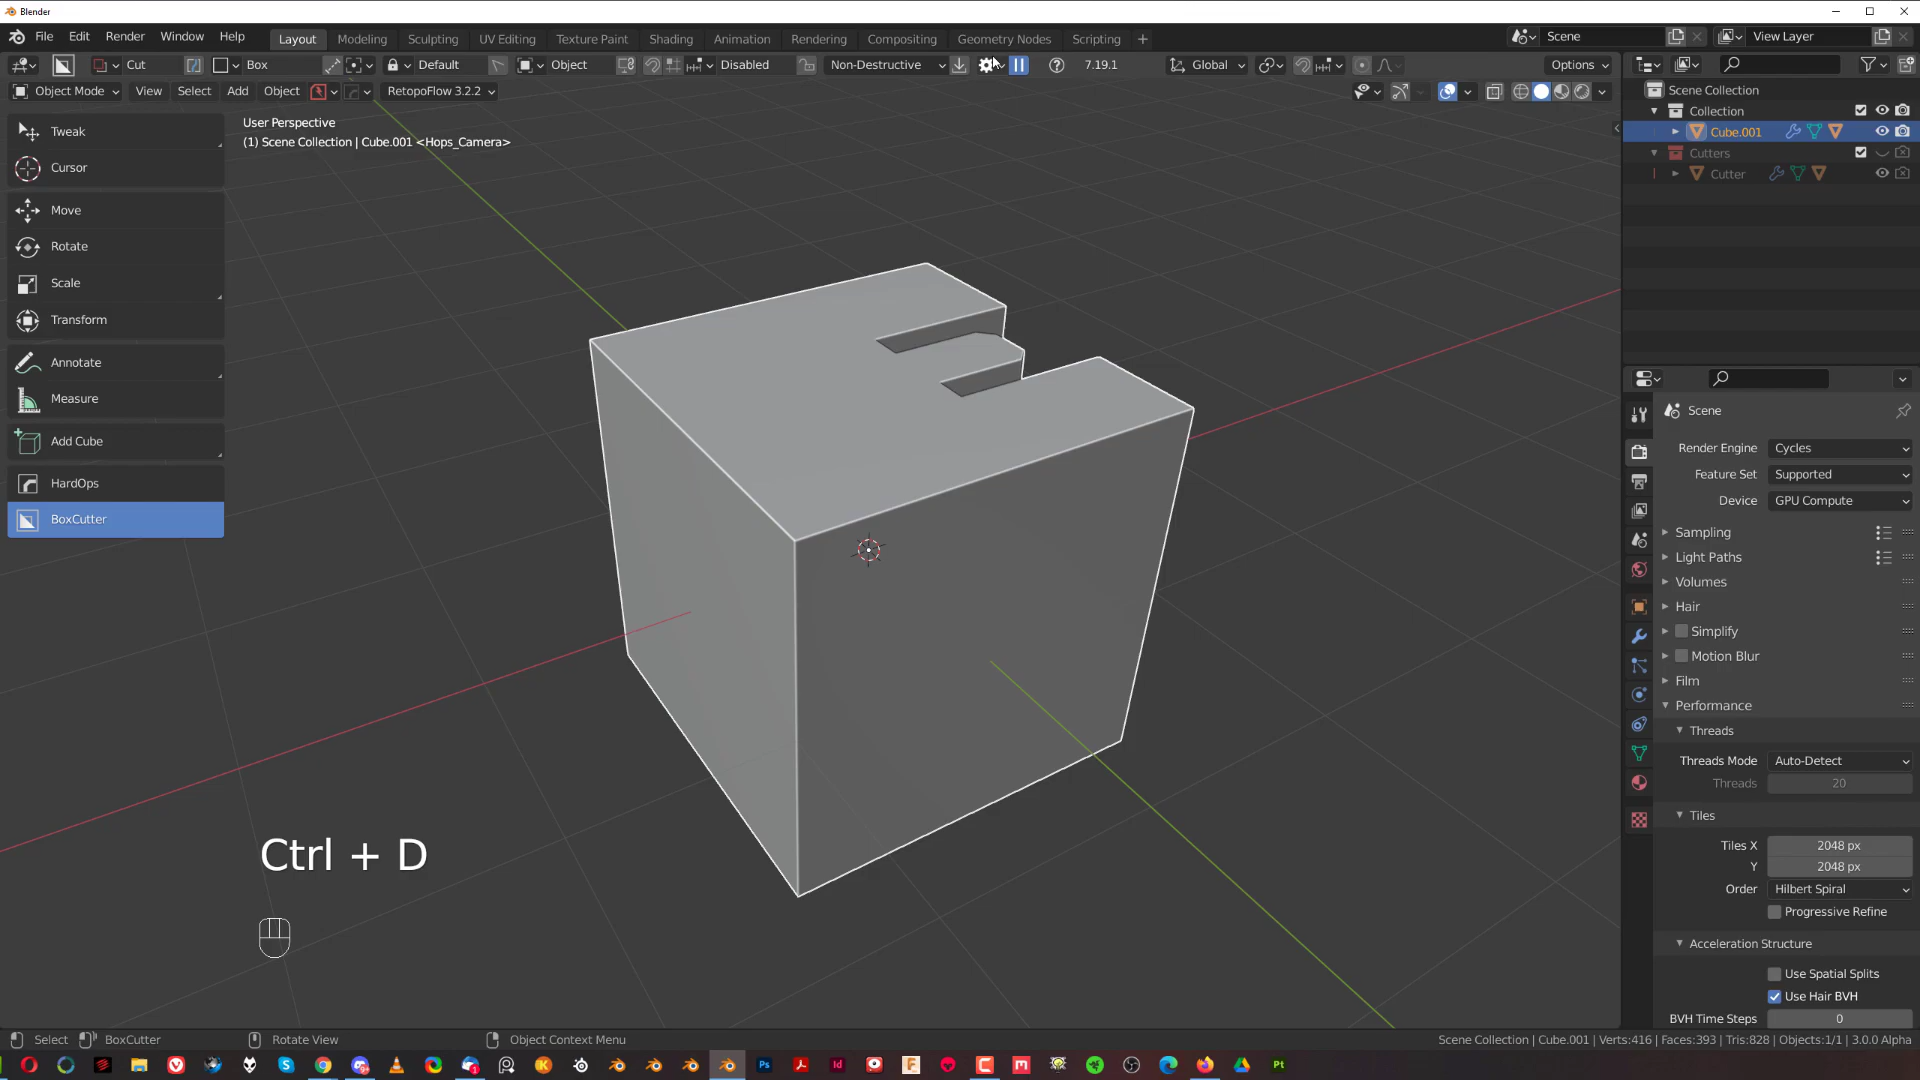 Blender
File Edit Render Window Help Layout Modeling Sculpting UV Editing Texture Paint Shading Animation Rendering Compositing Geometry Nodes Scripting + Scene View Layer
Cut Box Default Object Disabled Non-Destructive 7.19.1 Global Options
Object Mode View Select Add Object RetopoFlow 3.2.2
Scene Collection
Collection
Cube.001
Cutters
Cutter
User Perspective
(1) Scene Collection | Cube.001 <Hops_Camera>
Tweak
Cursor
Move
Rotate
Scale
Transform
Annotate
Measure
Add Cube
HardOps
BoxCutter
Ctrl + D
Scene
Render Engine Cycles
Feature Set Supported
Device GPU Compute
Sampling
Light Paths
Volumes
Hair
Simplify
Motion Blur
Film
Performance
Threads
Threads Mode Auto-Detect
Threads 20
Tiles
Tiles X 2048 px
Y 2048 px
Order Hilbert Spiral
Progressive Refine
Acceleration Structure
Use Spatial Splits
Use Hair BVH
BVH Time Steps 0
Select BoxCutter Rotate View Object Context Menu Scene Collection | Cube.001 | Verts:416 | Faces:393 | Tris:828 | Objects:1/1 | 3.0.0 Alpha
Ps Id Pt